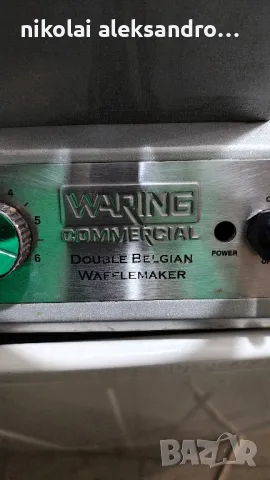 nikolai aleksandro...
WARING
COMMERCIAL
DOUBLE BELGIAN
WAFFLEMAKER
4
5
6
POWER
BAZAR